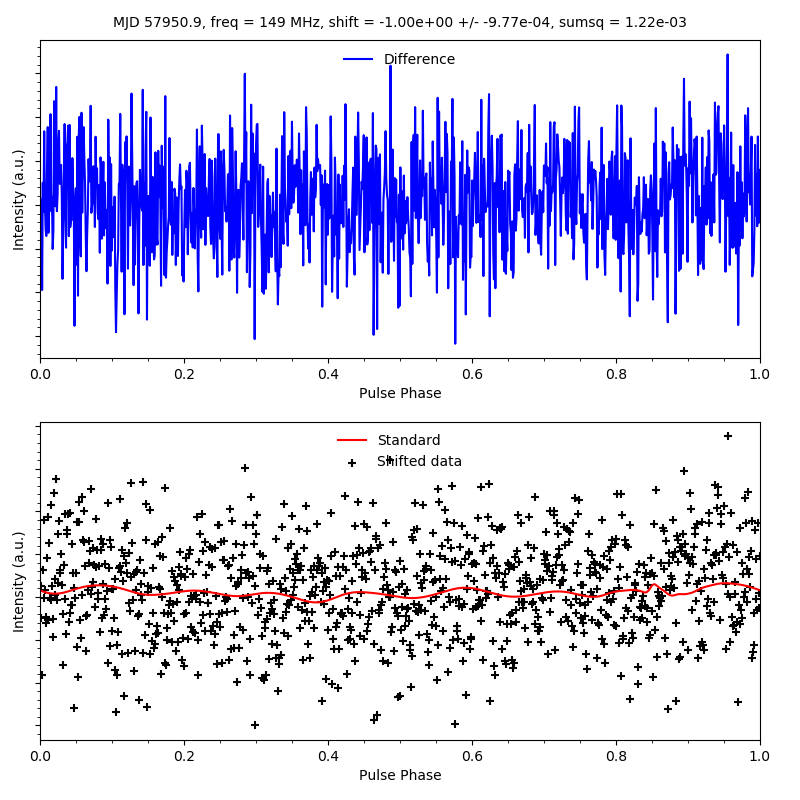 MJD 57950.9, freq = 149 MHz, shift = -1.00e+00 +/- -9.77e-04, sumsq = 1.22e-03
Difference
Intensity (a.u.)
0.0 0.2 0.4 0.6 0.8 1.0
Pulse Phase
Standard
Shifted data
Intensity (a.u.)
0.0 0.2 0.4 0.6 0.8 1.0
Pulse Phase